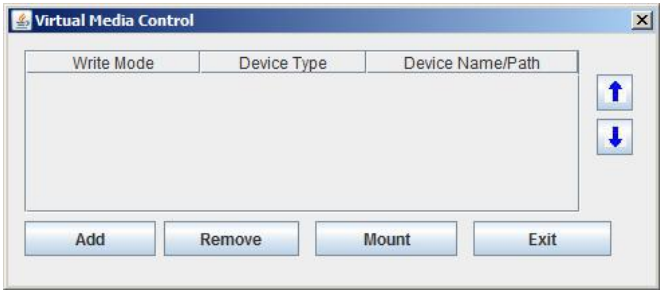 Virtual Media Control
Write Mode Device Type Device Name/Path
Add Remove Mount Exit